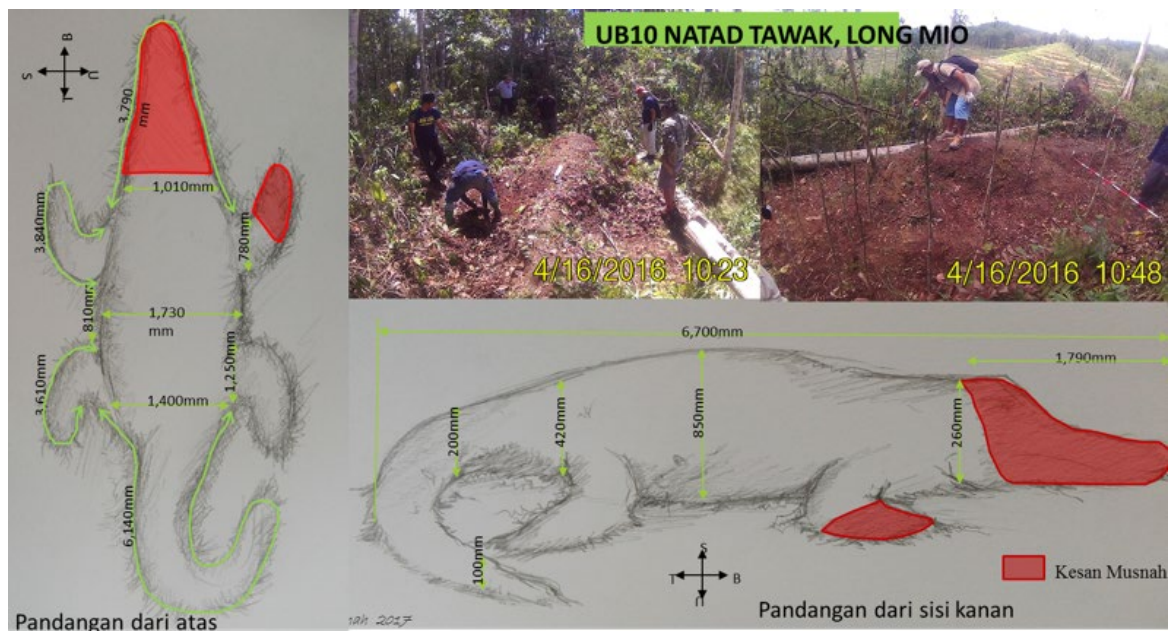 UB10 NATAD TAWAK, LONG MIO
B
S
U
T
3,790
mm
1,010mm
3,840mm
780mm
810mm
1,730
mm
3,610mm
1,250mm
1,400mm
6,140mm
Pandangan dari atas
4/16/2016 10:23
4/16/2016 10:48
6,700mm
1,790mm
200mm
420mm
850mm
260mm
100mm
S
T
B
U
Kesan Musnah
2017
Pandangan dari sisi kanan